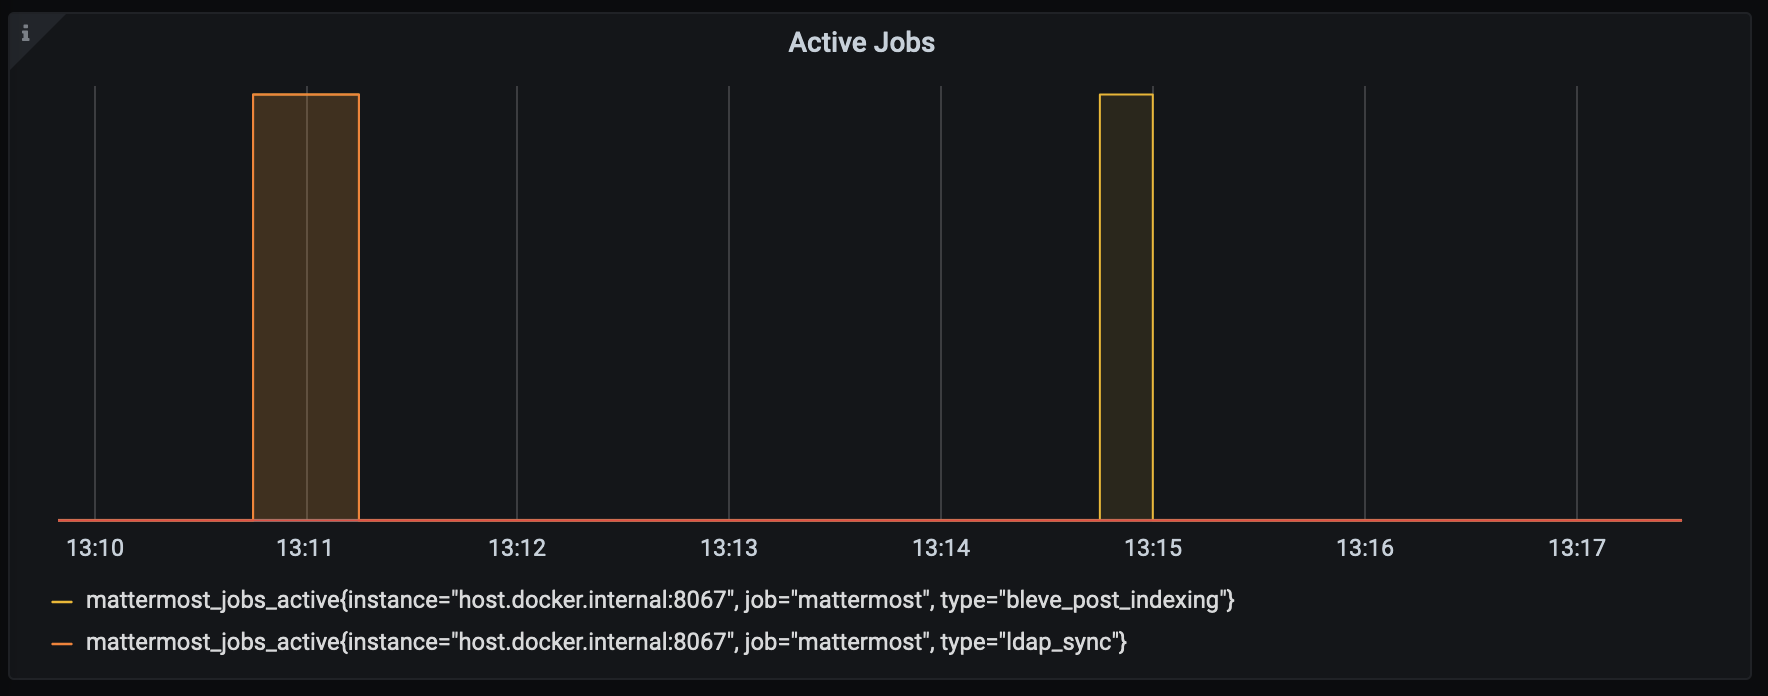 i
Active Jobs
13:10 13:11 13:12 13:13 13:14 13:15 13:16 13:17
mattermost_jobs_active{instance="host.docker.internal:8067", job="mattermost", type="bleve_post_indexing"}
mattermost_jobs_active{instance="host.docker.internal:8067", job="mattermost", type="ldap_sync"}